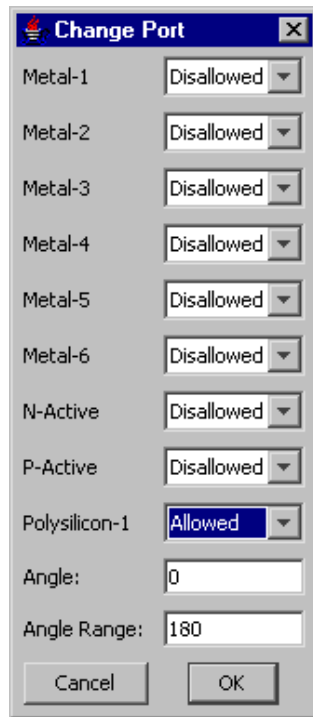 Change Port
Metal-1 Disallowed
Metal-2 Disallowed
Metal-3 Disallowed
Metal-4 Disallowed
Metal-5 Disallowed
Metal-6 Disallowed
N-Active Disallowed
P-Active Disallowed
Polysilicon-1 Allowed
Angle: 0
Angle Range: 180
Cancel OK